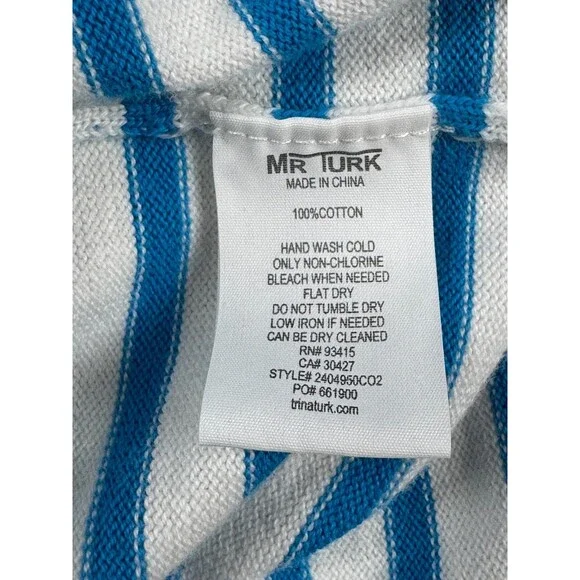 MR TURK
MADE IN CHINA
100%COTTON
HAND WASH COLD
ONLY NON-CHLORINE
BLEACH WHEN NEEDED
FLAT DRY
DO NOT TUMBLE DRY
LOW IRON IF NEEDED
CAN BE DRY CLEANED
RN# 93415
CA# 30427
STYLE# 2404950CO2
PO# 661900
trinaturk.com